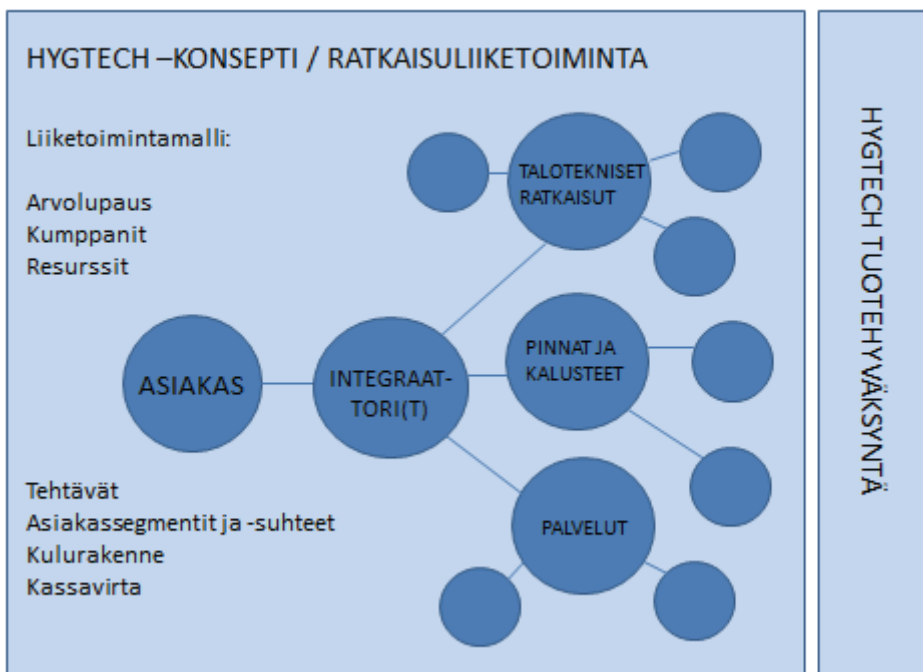 HYGTECH –KONSEPTI / RATKAISULIIKETOIMINTA
Liiketoimintamalli:
Arvolupaus
Kumppanit
Resurssit
TALOTEKNISET
RATKAISUT
PINNAT JA
KALUSTEET
ASIAKAS
INTEGRAAT-
TORI(T)
PALVELUT
Tehtävät
Asiakassegmentit ja -suhteet
Kulurakenne
Kassavirta
HYGTECH TUOTEHYVÄKSYNTÄ